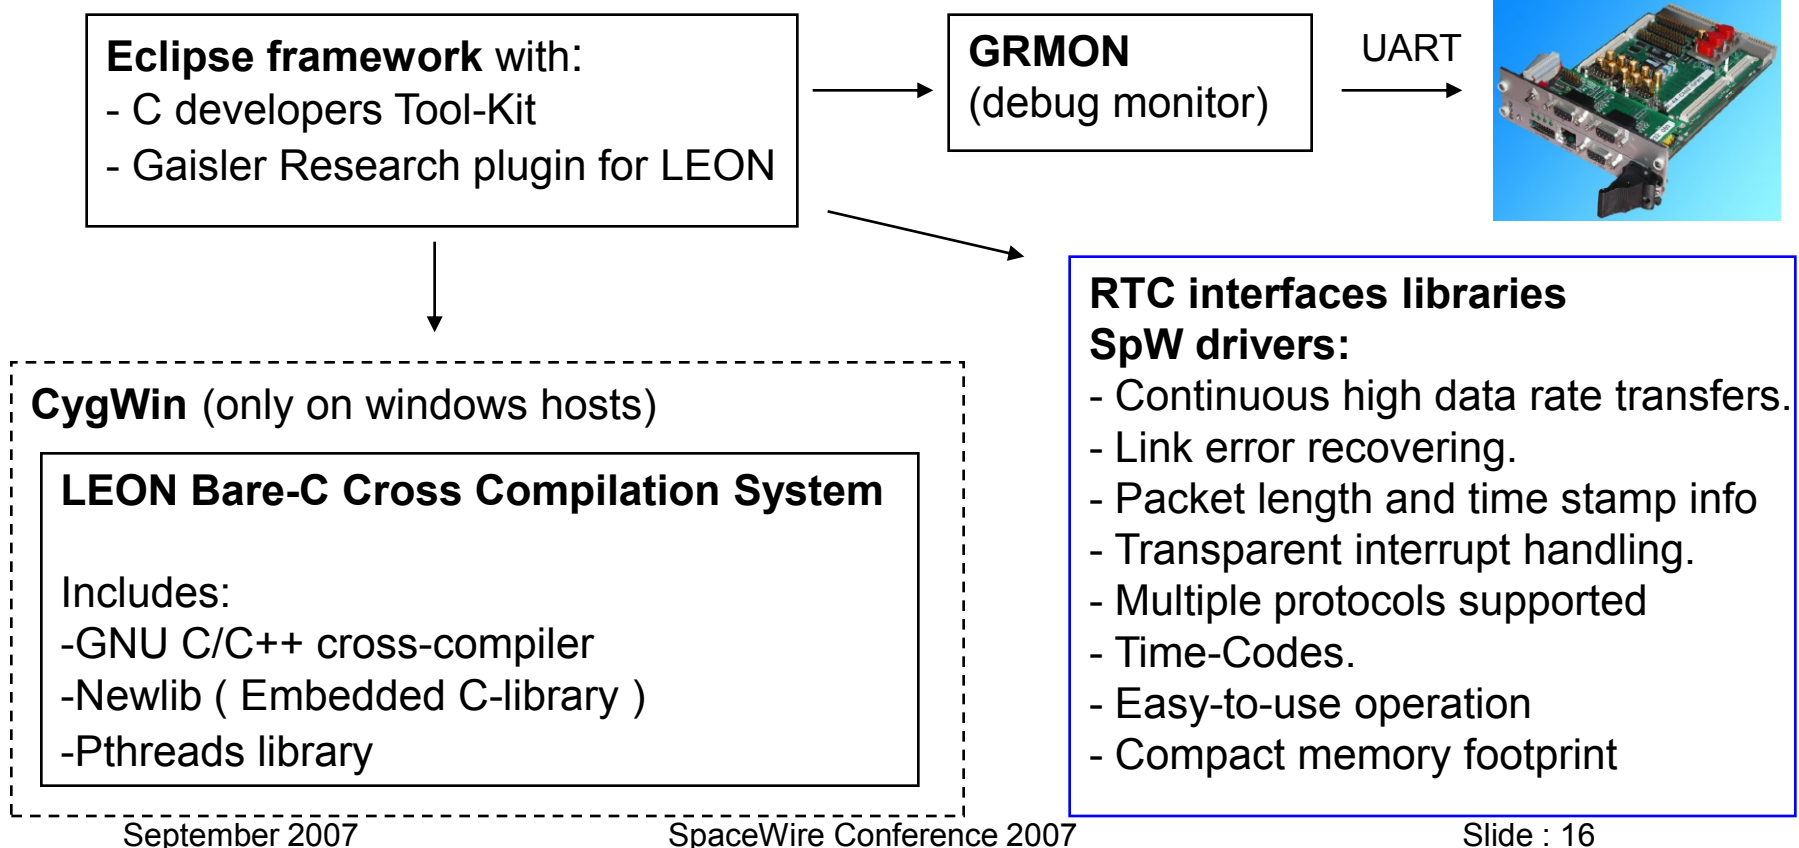 Eclipse framework with:
- C developers Tool-Kit
- Gaisler Research plugin for LEON
GRMON
(debug monitor)
UART
CygWin (only on windows hosts)
LEON Bare-C Cross Compilation System
Includes:
-GNU C/C++ cross-compiler
-Newlib ( Embedded C-library )
-Pthreads library
RTC interfaces libraries
SpW drivers:
- Continuous high data rate transfers.
- Link error recovering.
- Packet length and time stamp info
- Transparent interrupt handling.
- Multiple protocols supported
- Time-Codes.
- Easy-to-use operation
- Compact memory footprint
September 2007
SpaceWire Conference 2007
Slide : 16